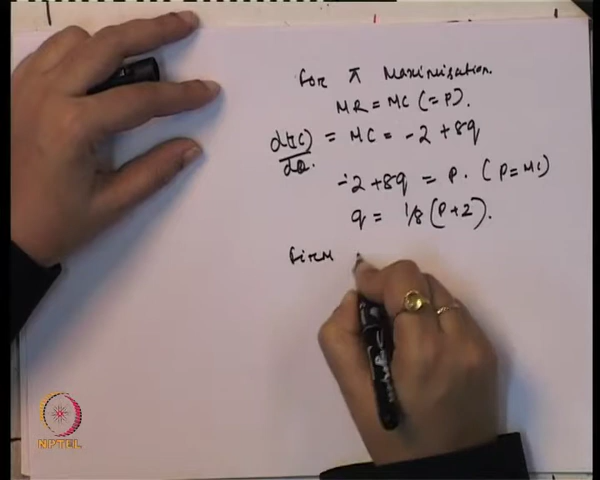 for π Maximisation.
MR = MC (= P).
d(TC)/dQ. = MC = -2 + 8q
-2 + 8q = P. (P = MC)
q = 1/8 (P + 2).
firm
NPTEL